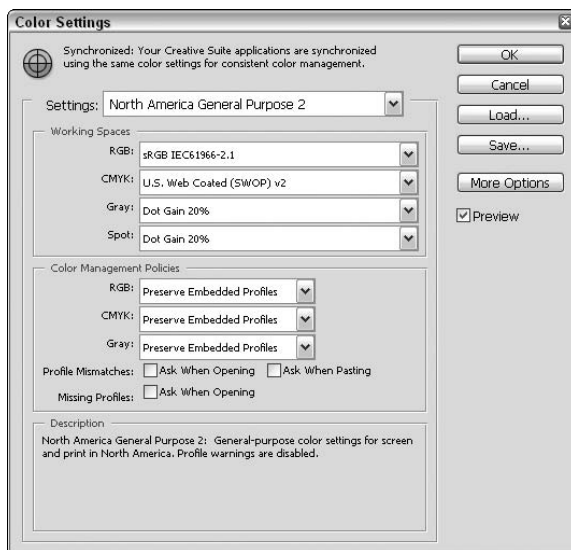 Color Settings
Synchronized: Your Creative Suite applications are synchronized
using the same color settings for consistent color management.
Settings: North America General Purpose 2
Working Spaces
RGB: sRGB IEC61966-2.1
CMYK: U.S. Web Coated (SWOP) v2
Gray: Dot Gain 20%
Spot: Dot Gain 20%
Color Management Policies
RGB: Preserve Embedded Profiles
CMYK: Preserve Embedded Profiles
Gray: Preserve Embedded Profiles
Profile Mismatches: Ask When Opening Ask When Pasting
Missing Profiles: Ask When Opening
Description
North America General Purpose 2: General-purpose color settings for screen
and print in North America. Profile warnings are disabled.
OK
Cancel
Load...
Save...
More Options
Preview